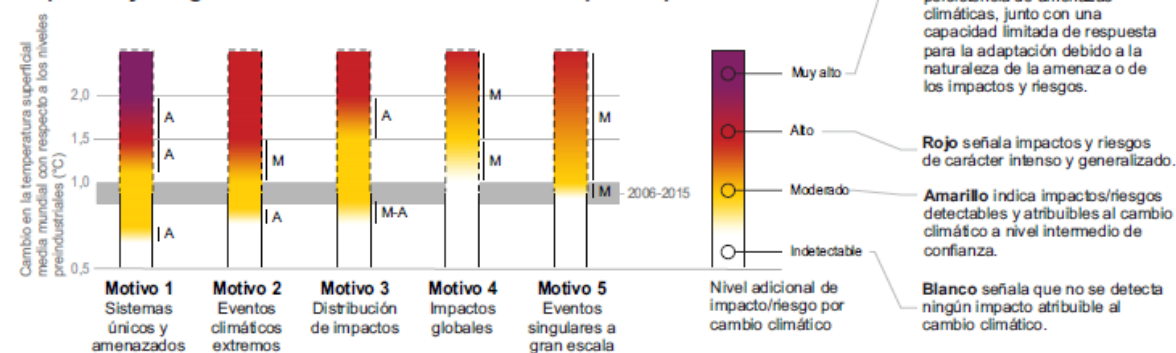 climáticas, junto con una
capacidad limitada de respuesta
para la adaptación debido a la
naturaleza de la amenaza o de
los impactos y riesgos.
Cambio en la temperatura superficial
media mundial con respecto a los niveles
preindustriales (°C)
2,0
1,5
1,0
0,5
A
A
A
M
A
A
M-A
M
M
M
M
2006-2015
Muy alto
Alto
Moderado
Indetectable
Rojo señala impactos y riesgos
de carácter intenso y generalizado.
Amarillo indica impactos/riesgos
detectables y atribuibles al cambio
climático a nivel intermedio de
confianza.
Blanco señala que no se detecta
ningún impacto atribuible al
cambio climático.
Motivo 1
Sistemas
únicos y
amenazados
Motivo 2
Eventos
climáticos
extremos
Motivo 3
Distribución
de impactos
Motivo 4
Impactos
globales
Motivo 5
Eventos
singulares a
gran escala
Nivel adicional de
impacto/riesgo por
cambio climático